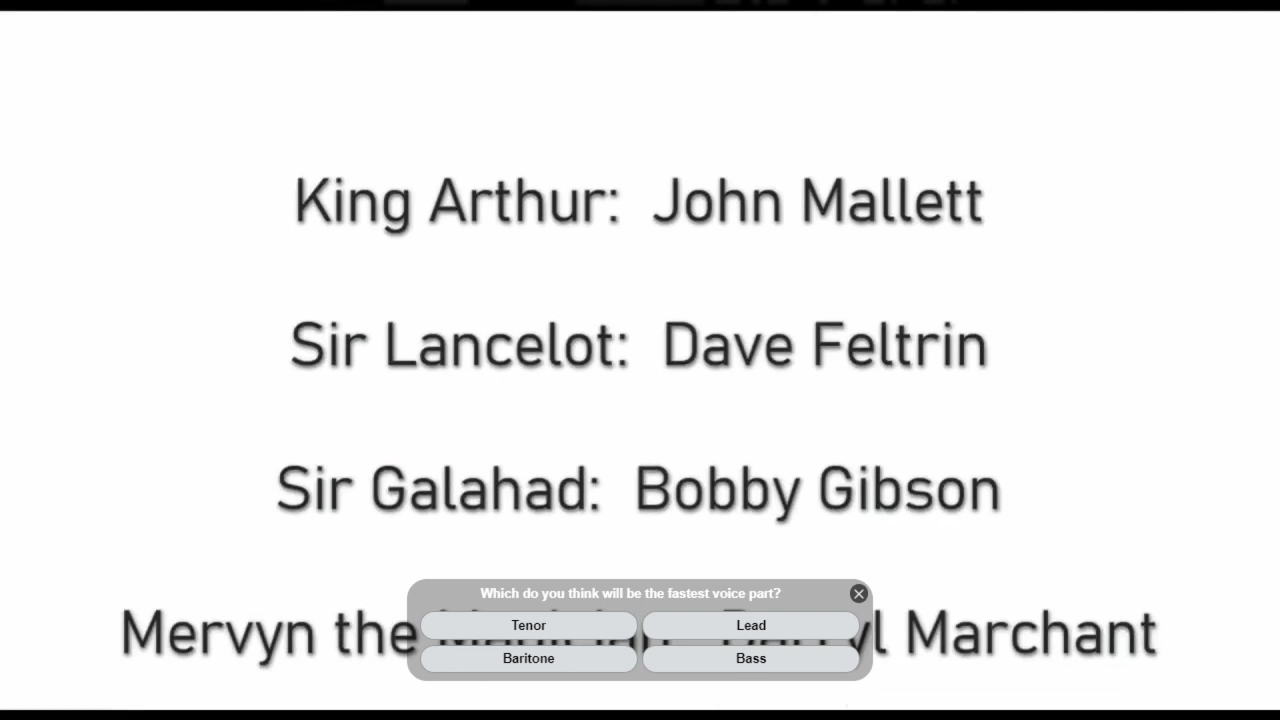 King Arthur: John Mallett
Sir Lancelot: Dave Feltrin
Sir Galahad: Bobby Gibson
Which do you think will be the fastest voice part?
Mervyn the Marchant
Tenor Lead
Baritone Bass